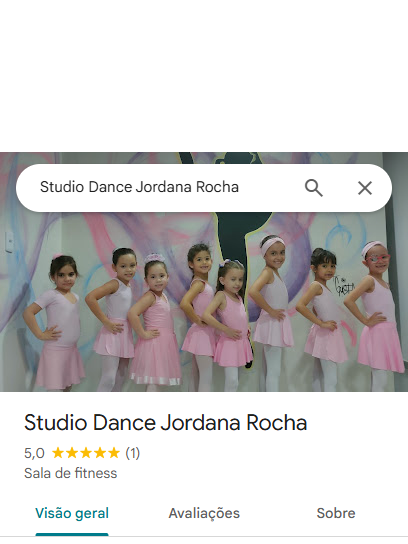 Studio Dance Jordana Rocha
Studio Dance Jordana Rocha
5,0 ★★★★★ (1)
Sala de fitness
Visão geral Avaliações Sobre